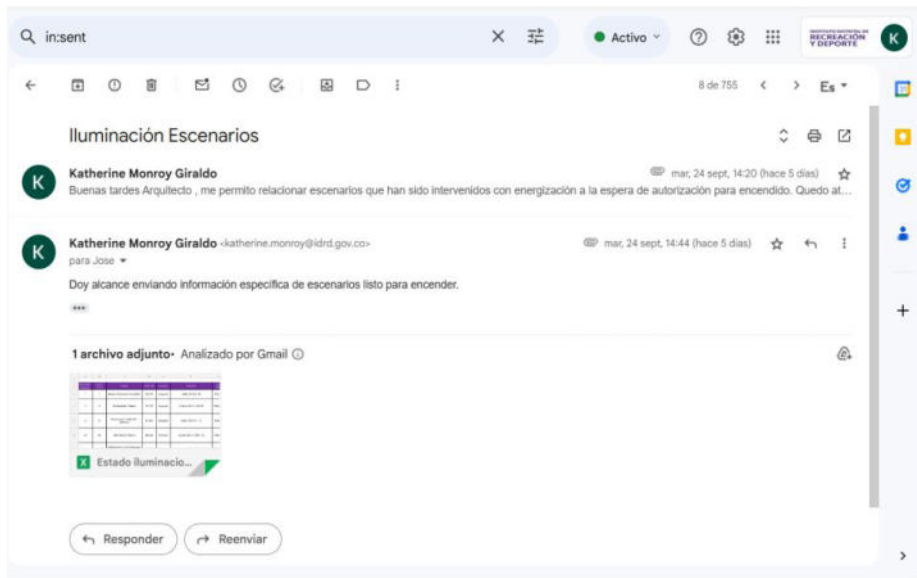 in:sent
Activo
INSTITUTO DISTRITAL DE
RECREACIÓN
Y DEPORTE
K
8 de 755
Es
Iluminación Escenarios
K
Katherine Monroy Giraldo
mar, 24 sept, 14:20 (hace 5 días)
Buenas tardes Arquitecto , me permito relacionar escenarios que han sido intervenidos con energización a la espera de autorización para encendido. Quedo at...
K
Katherine Monroy Giraldo <katherine.monroy@idrd.gov.co>
mar, 24 sept, 14:44 (hace 5 días)
para Jose
Doy alcance enviando información específica de escenarios listo para encender.
1 archivo adjunto• Analizado por Gmail
X Estado iluminacio...
Responder
Reenviar